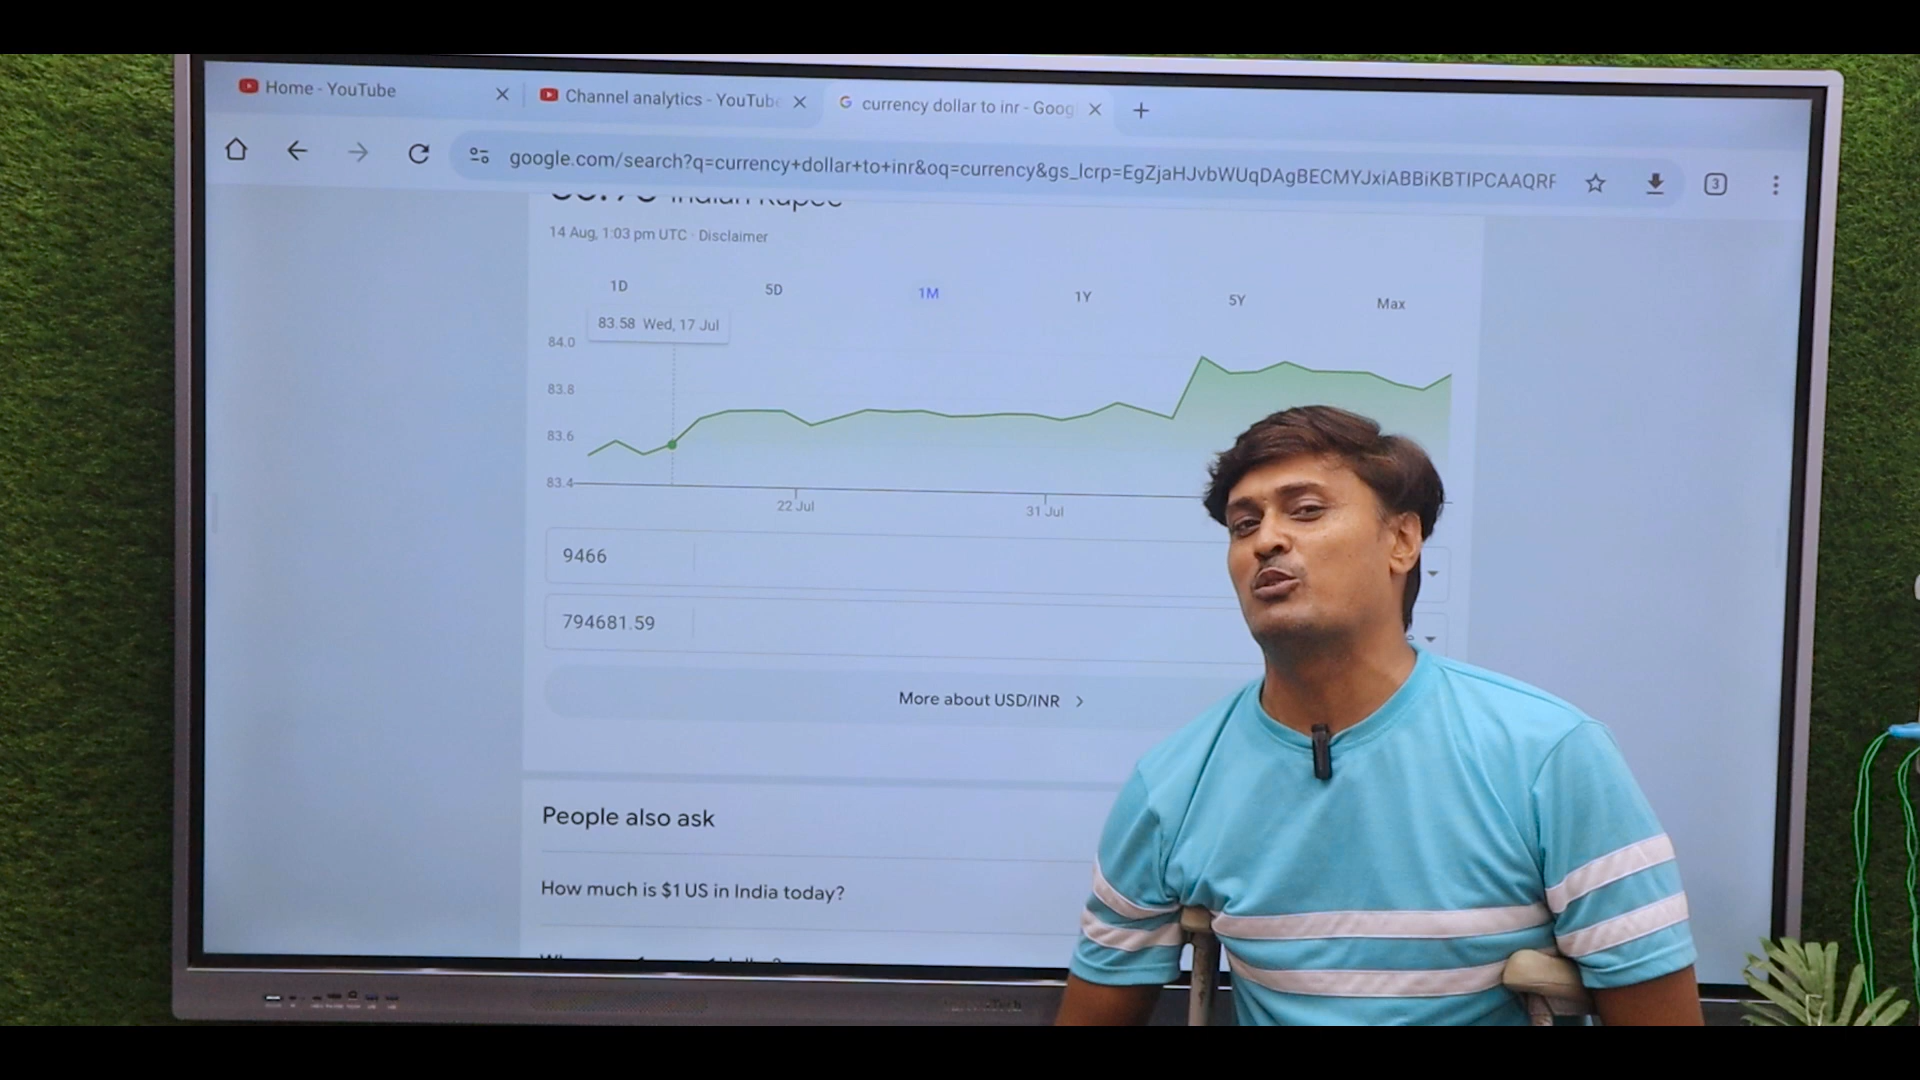 Home - YouTube
Channel analytics - YouTube
currency dollar to inr - Goog
google.com/search?q=currency+dollar+to+inr&oq=currency&gs_lcrp=EgZjaHJvbWUqDAgBECMYJxiABBiKBTIPCAAQRF
3
Indian Rupee
14 Aug, 1:03 pm UTC · Disclaimer
1D 5D 1M 1Y 5Y Max
83.58 Wed, 17 Jul
84.0
83.8
83.6
83.4
22 Jul 31 Jul
9466
794681.59
More about USD/INR
People also ask
How much is $1 US in India today?